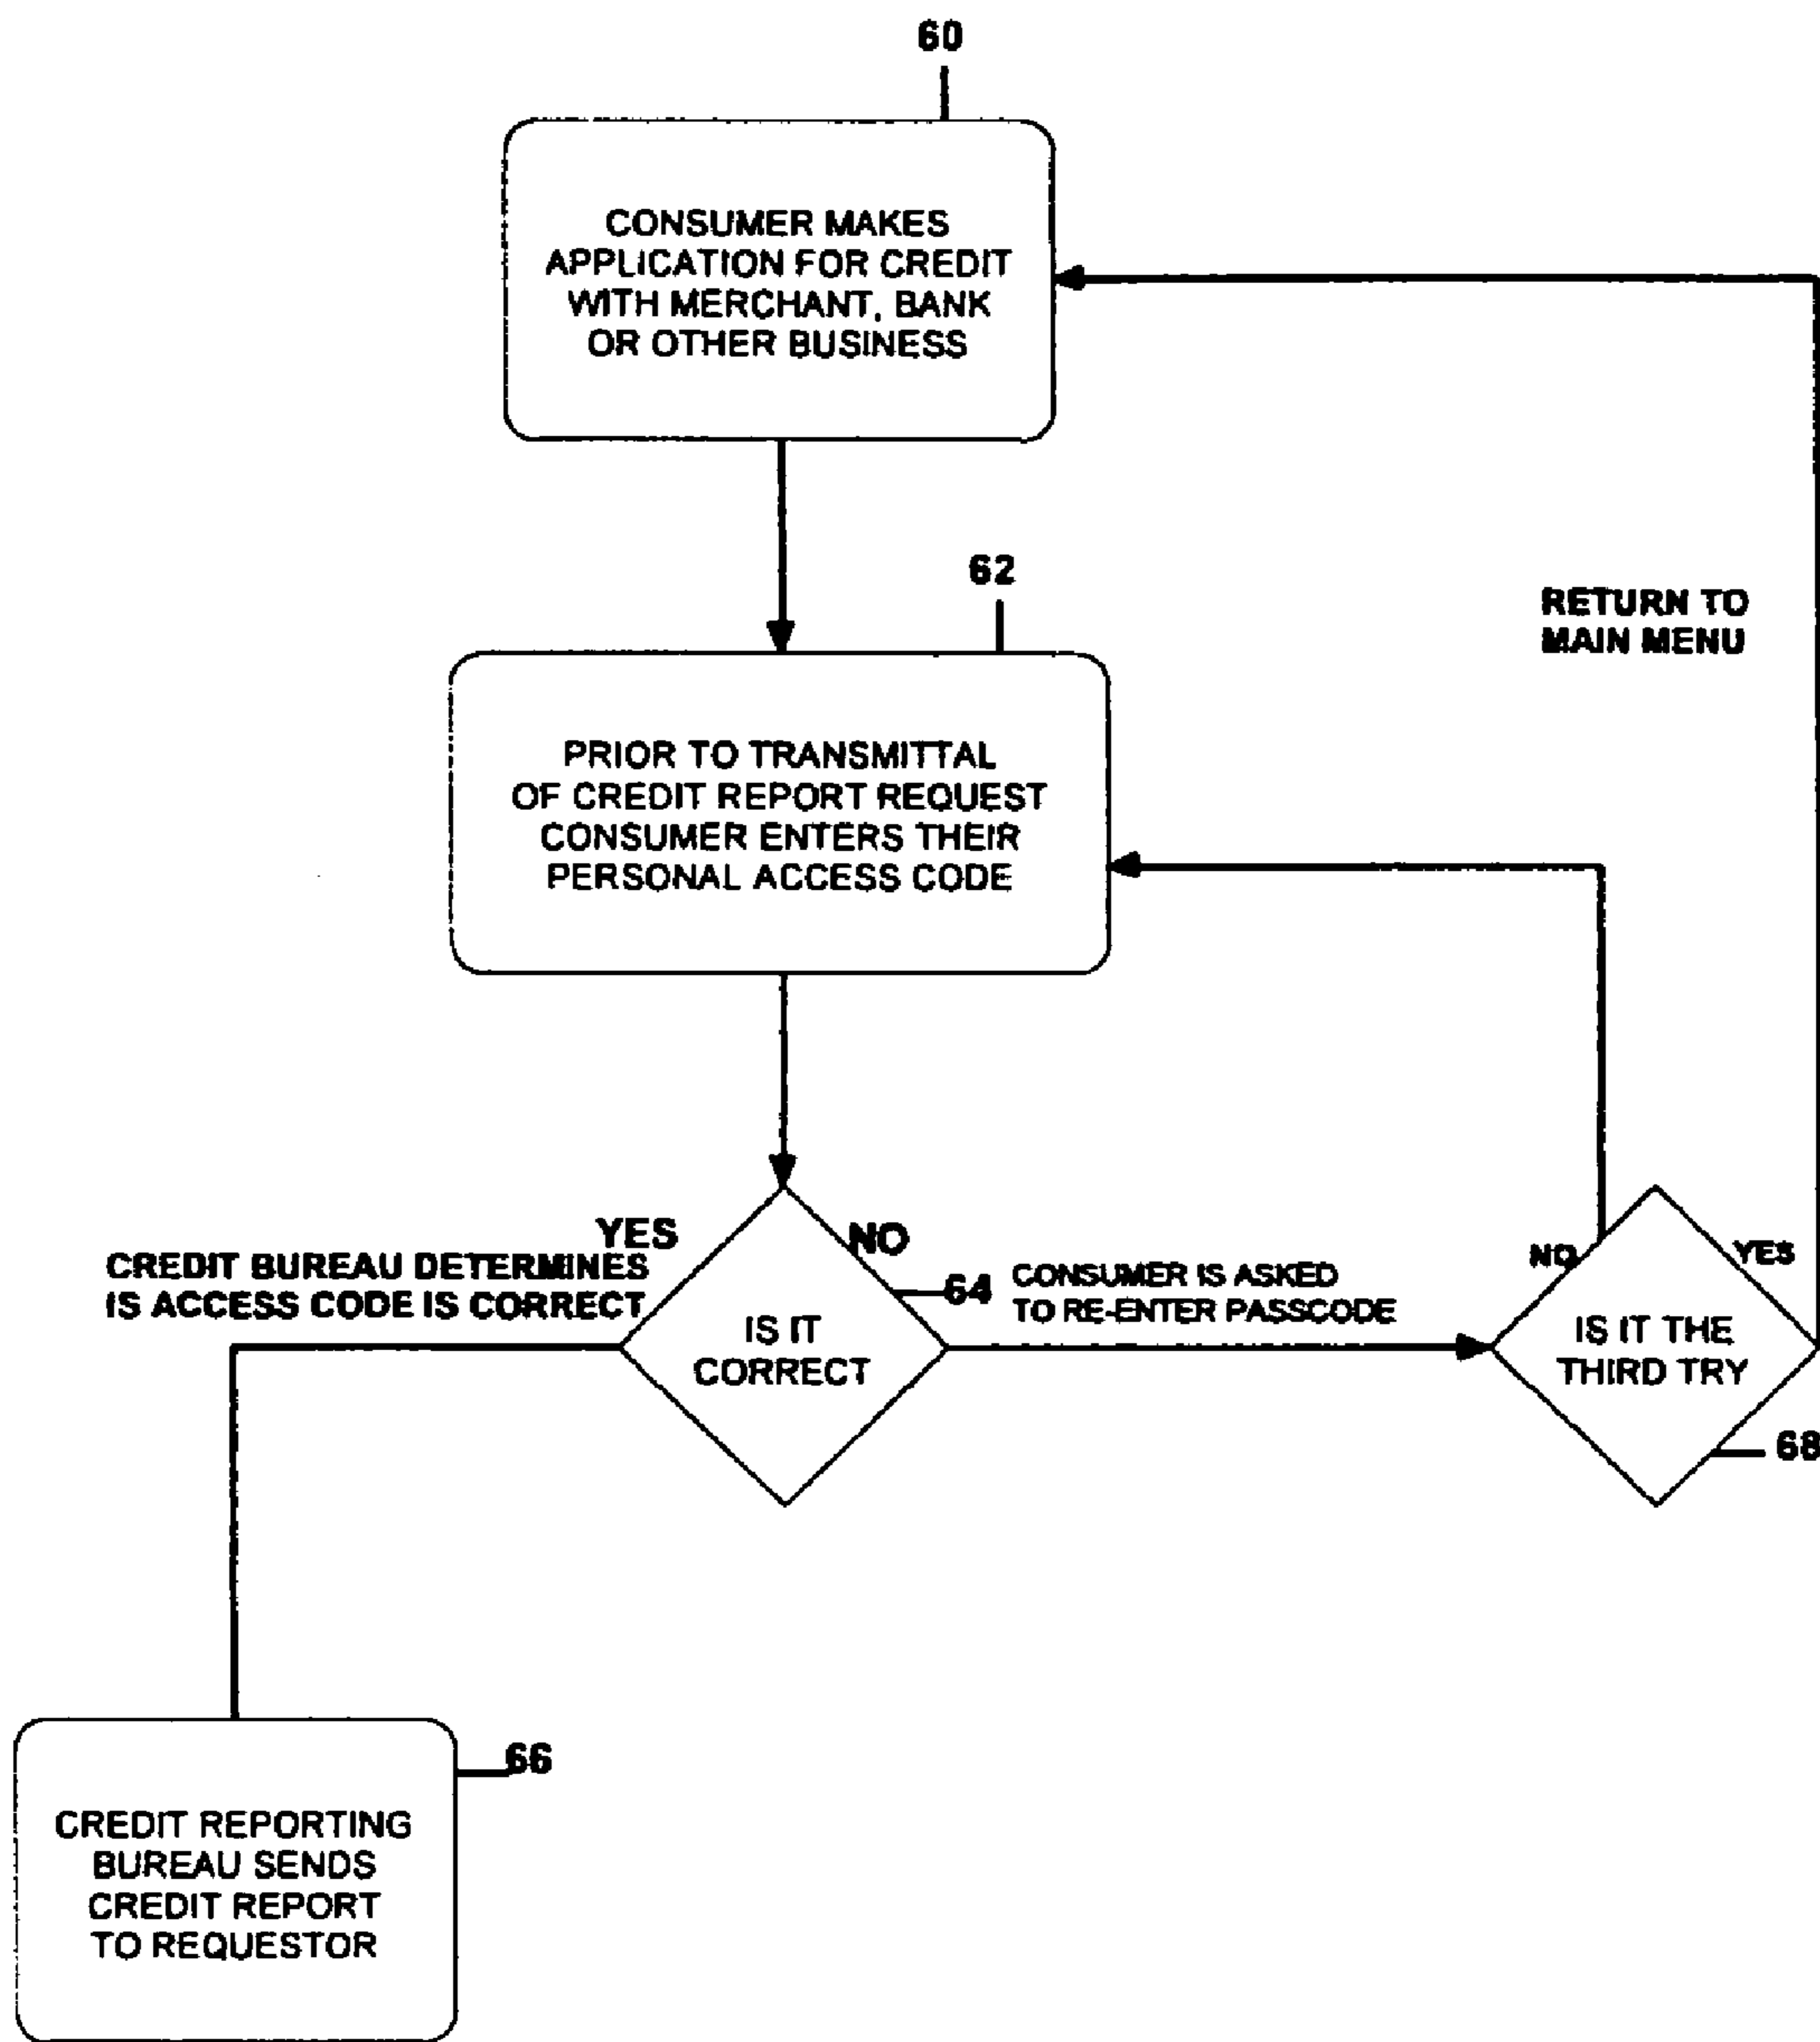 60
CONSUMER MAKES
APPLICATION FOR CREDIT
WITH MERCHANT, BANK
OR OTHER BUSINESS
62
RETURN TO
MAIN MENU
PRIOR TO TRANSMITTAL
OF CREDIT REPORT REQUEST
CONSUMER ENTERS THEIR
PERSONAL ACCESS CODE
YES
CREDIT BUREAU DETERMINES
IS ACCESS CODE IS CORRECT
NO
64
IS IT
CORRECT
CONSUMER IS ASKED
TO RE-ENTER PASSCODE
NO
YES
IS IT THE
THIRD TRY
68
66
CREDIT REPORTING
BUREAU SENDS
CREDIT REPORT
TO REQUESTOR